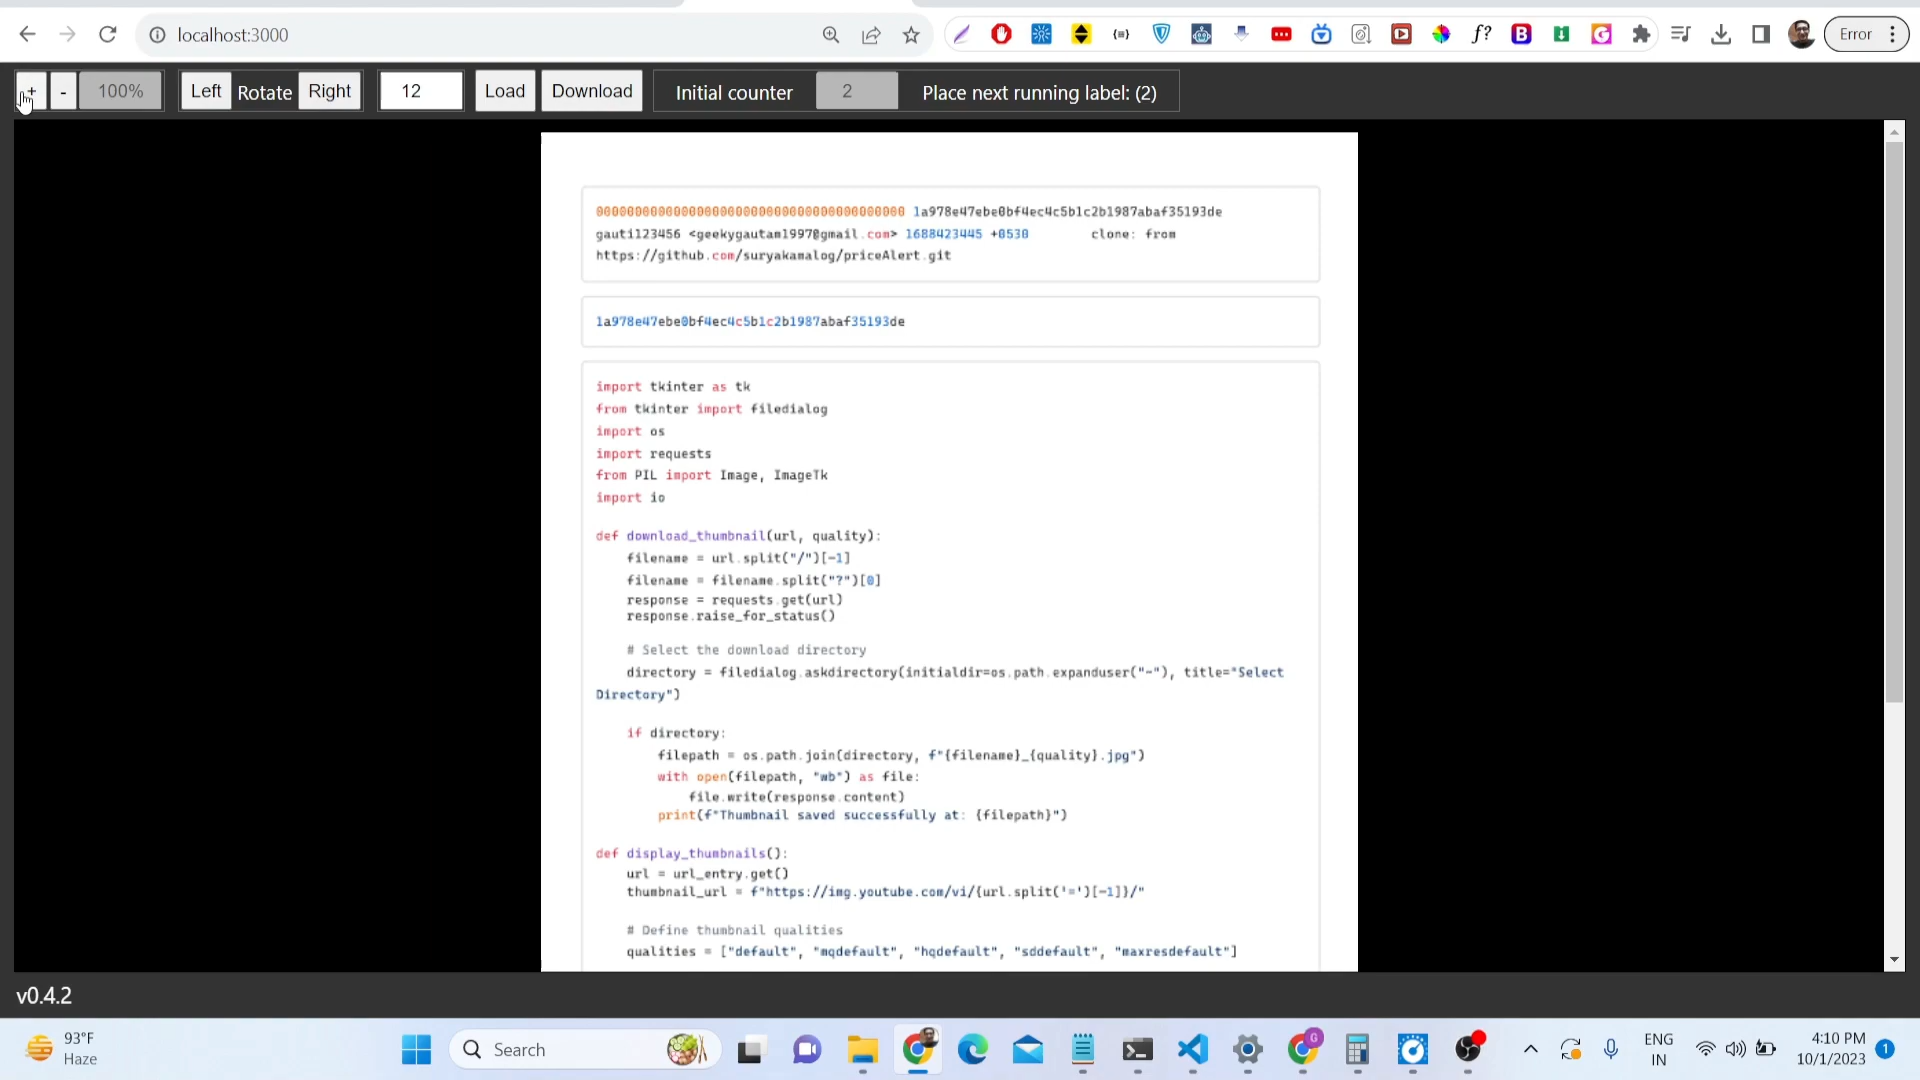 localhost:3000
Error
+ - 100% Left Rotate Right 12 Load Download Initial counter 2 Place next running label: (2)
0000000000000000000000000000000000000000 1a978e47ebe0bf4ec4c5b1c2b1987abaf35193de
gauti123456 <geekygautam1997@gmail.com> 1688423445 +0530 clone: from
https://github.com/suryakamalog/priceAlert.git
1a978e47ebe0bf4ec4c5b1c2b1987abaf35193de
import tkinter as tk
from tkinter import filedialog
import os
import requests
from PIL import Image, ImageTk
import io
def download_thumbnail(url, quality):
filename = url.split("/")[-1]
filename = filename.split("?")[0]
response = requests.get(url)
response.raise_for_status()
# Select the download directory
directory = filedialog.askdirectory(initialdir=os.path.expanduser("~"), title="Select
Directory")
if directory:
filepath = os.path.join(directory, f"{filename}_{quality}.jpg")
with open(filepath, "wb") as file:
file.write(response.content)
print(f"Thumbnail saved successfully at: {filepath}")
def display_thumbnails():
url = url_entry.get()
thumbnail_url = f"https://img.youtube.com/vi/{url.split('=')[-1]}/"
# Define thumbnail qualities
qualities = ["default", "mqdefault", "hqdefault", "sddefault", "maxresdefault"]
v0.4.2
93°F
Haze
Search
ENG
IN
4:10 PM
10/1/2023
1